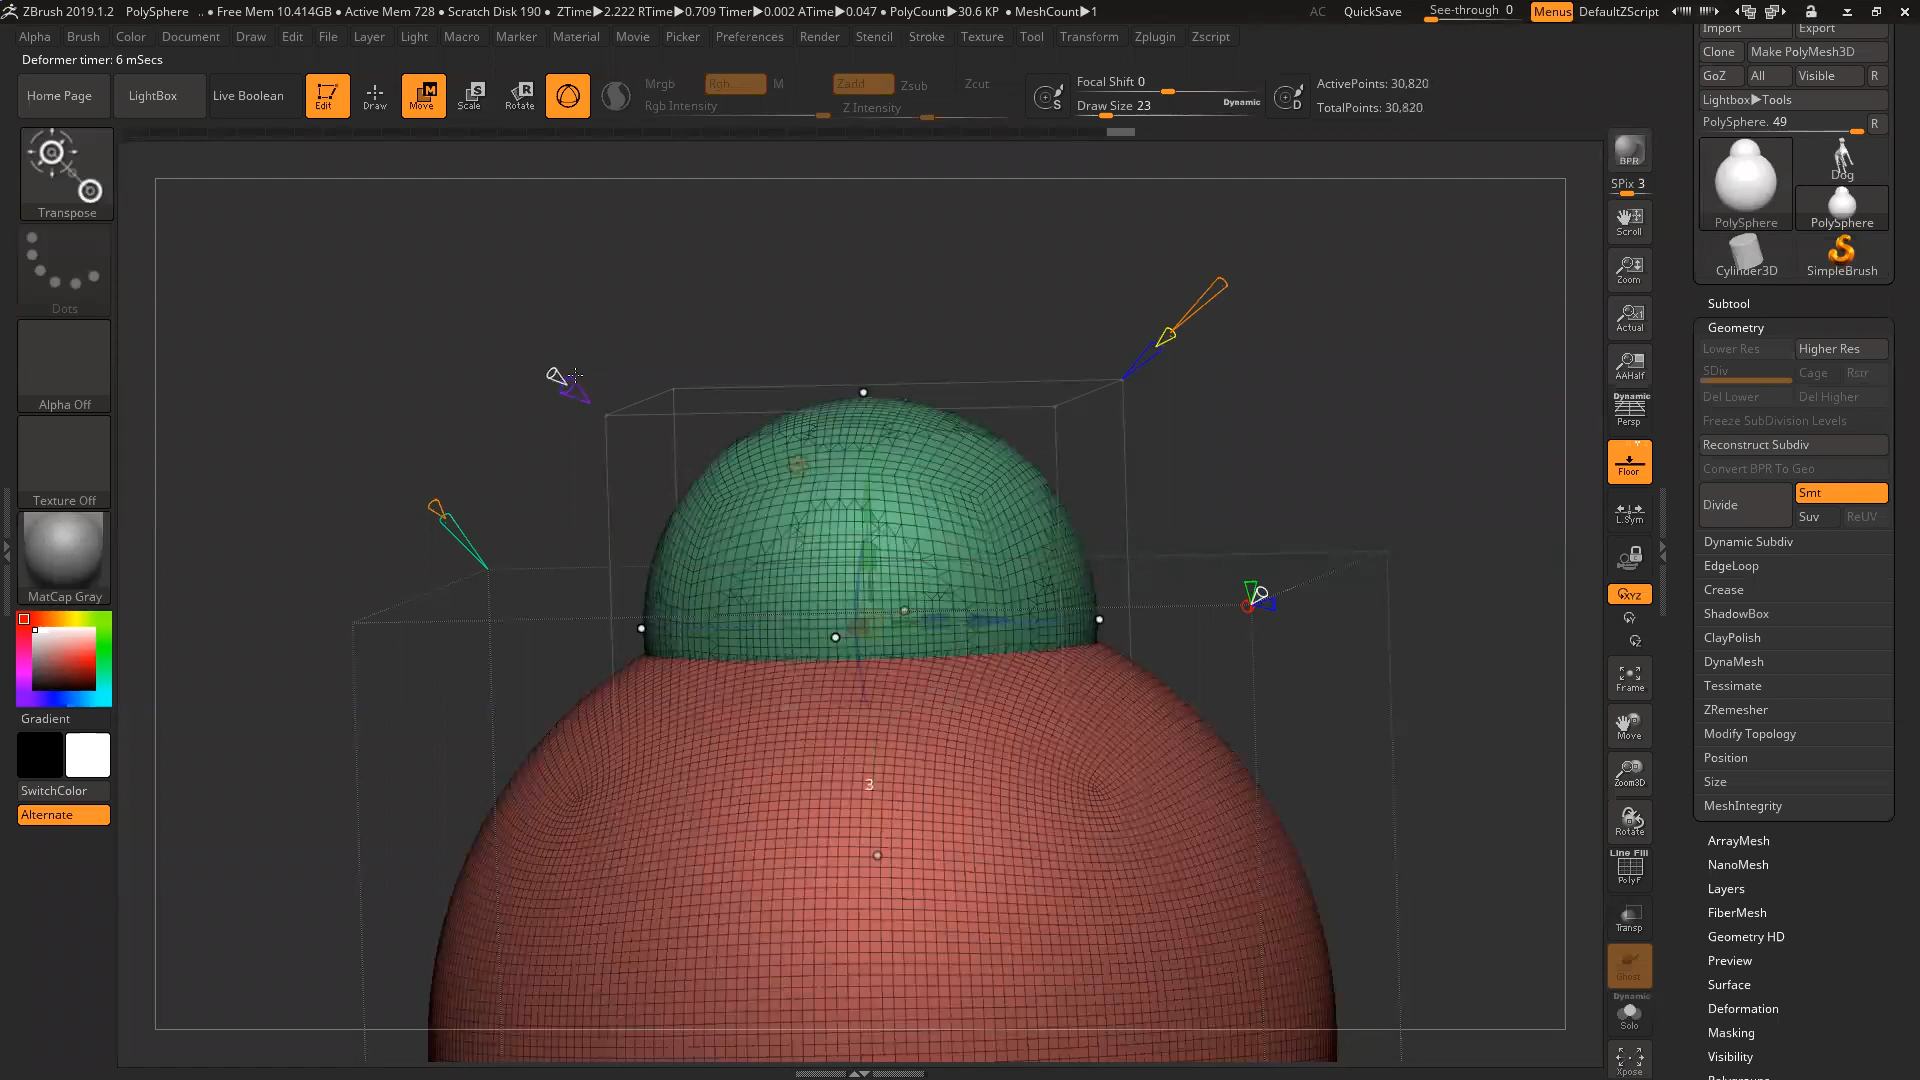 ZBrush 2019.1.2 PolySphere .. ● Free Mem 10.414GB ● Active Mem 728 ● Scratch Disk 190 ● ZTime▶2.222 RTime▶0.709 Timer▶0.002 ATime▶0.047 ● PolyCount▶30.6 KP ● MeshCount▶1 AC QuickSave See-through 0 Menus DefaultZScript
Alpha Brush Color Document Draw Edit File Layer Light Macro Marker Material Movie Picker Preferences Render Stencil Stroke Texture Tool Transform Zplugin Zscript
Deformer timer: 6 mSecs
Home Page LightBox Live Boolean Edit Draw Move Scale Rotate
Mrgb Rgb M Zadd Zsub Zcut
Rgb Intensity Z Intensity
S Focal Shift 0
Draw Size 23 Dynamic
D ActivePoints: 30,820
TotalPoints: 30,820
Transpose
Dots
Alpha Off
Texture Off
MatCap Gray
Gradient
SwitchColor
Alternate
3
BPR
SPix 3
Scroll
Zoom
Actual
AAHalf
Dynamic
Persp
Floor
L.Sym
XYZ
Y
Z
Frame
Move
Zoom3D
Rotate
Line Fill
PolyF
Transp
Ghost
Dynamic
Solo
Xpose
Import Export
Clone Make PolyMesh3D
GoZ All Visible R
Lightbox▶Tools
PolySphere. 49 R
PolySphere
Dog
PolySphere
Cylinder3D SimpleBrush
Subtool
Geometry
Lower Res Higher Res
SDiv Cage Rstr
Del Lower Del Higher
Freeze SubDivision Levels
Reconstruct Subdiv
Convert BPR To Geo
Divide Smt
Suv ReUV
Dynamic Subdiv
EdgeLoop
Crease
ShadowBox
ClayPolish
DynaMesh
Tessimate
ZRemesher
Modify Topology
Position
Size
MeshIntegrity
ArrayMesh
NanoMesh
Layers
FiberMesh
Geometry HD
Preview
Surface
Deformation
Masking
Visibility